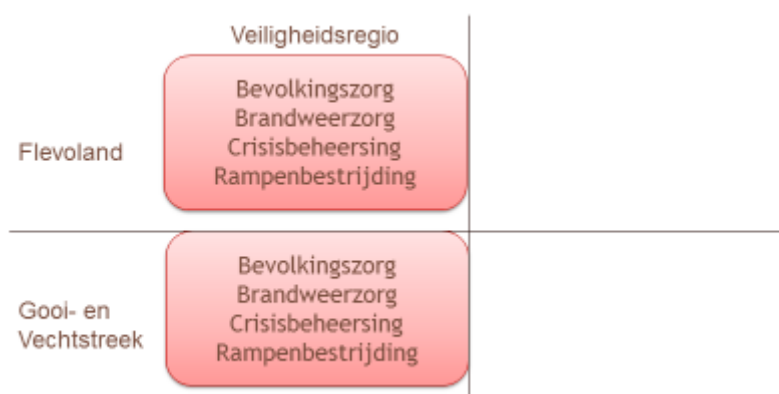 Veiligheidsregio
Flevoland
Bevolkingszorg
Brandweerzorg
Crisisbeheersing
Rampenbestrijding
Gooi- en
Vechtstreek
Bevolkingszorg
Brandweerzorg
Crisisbeheersing
Rampenbestrijding